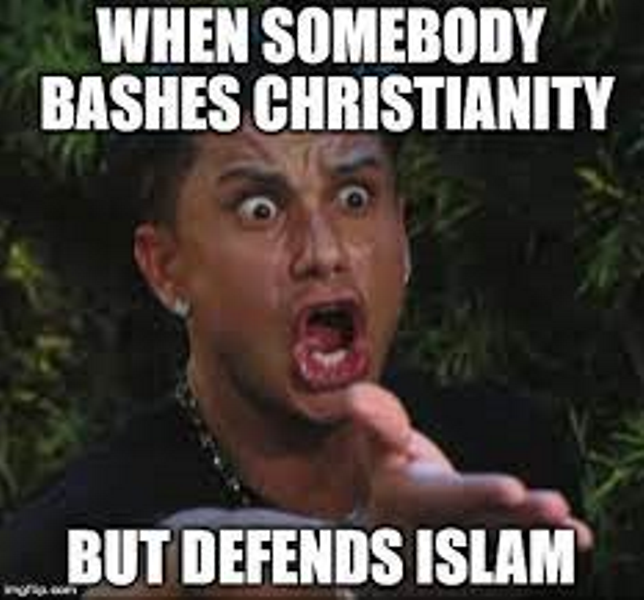 WHEN SOMEBODY
BASHES CHRISTIANITY
BUT DEFENDS ISLAM
imgflip.com